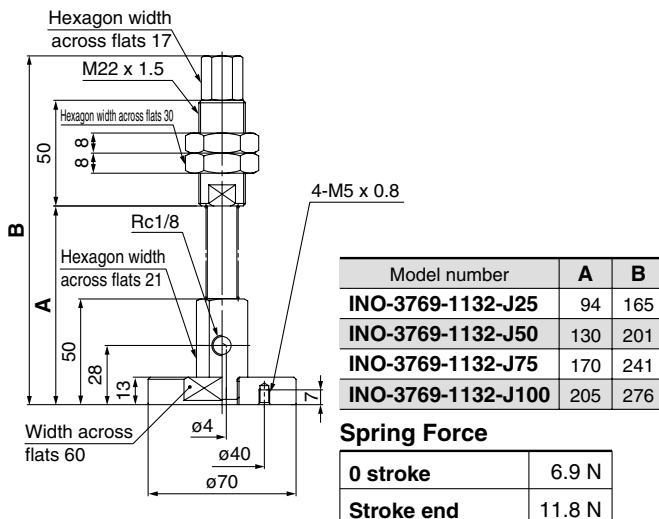 Hexagon width
across flats 17
M22 x 1.5
Hexagon width across flats 30
8
8
50
B
A
4-M5 x 0.8
Rc1/8
Hexagon width
across flats 21
50
28
13
7
Width across
flats 60
ø4
ø40
ø70
Model number A B
INO-3769-1132-J25 94 165
INO-3769-1132-J50 130 201
INO-3769-1132-J75 170 241
INO-3769-1132-J100 205 276
Spring Force
0 stroke 6.9 N
Stroke end 11.8 N